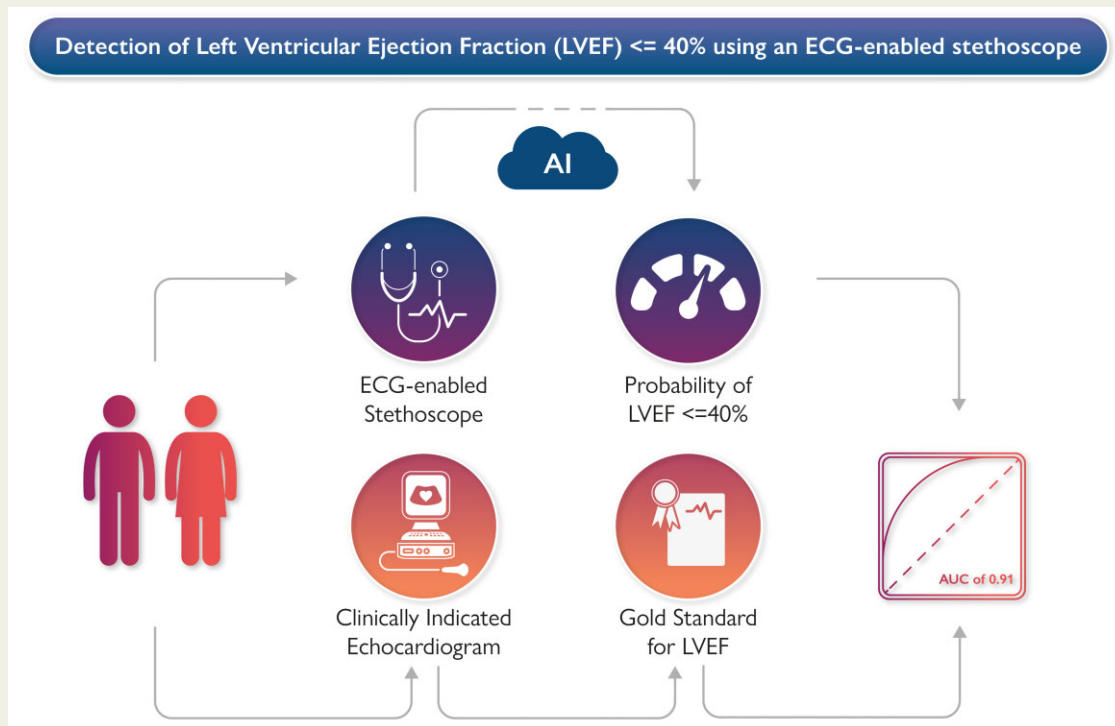 Detection of Left Ventricular Ejection Fraction (LVEF) <= 40% using an ECG-enabled stethoscope
AI
ECG-enabled
Stethoscope
Probability of
LVEF <=40%
Clinically Indicated
Echocardiogram
Gold Standard
for LVEF
AUC of 0.91